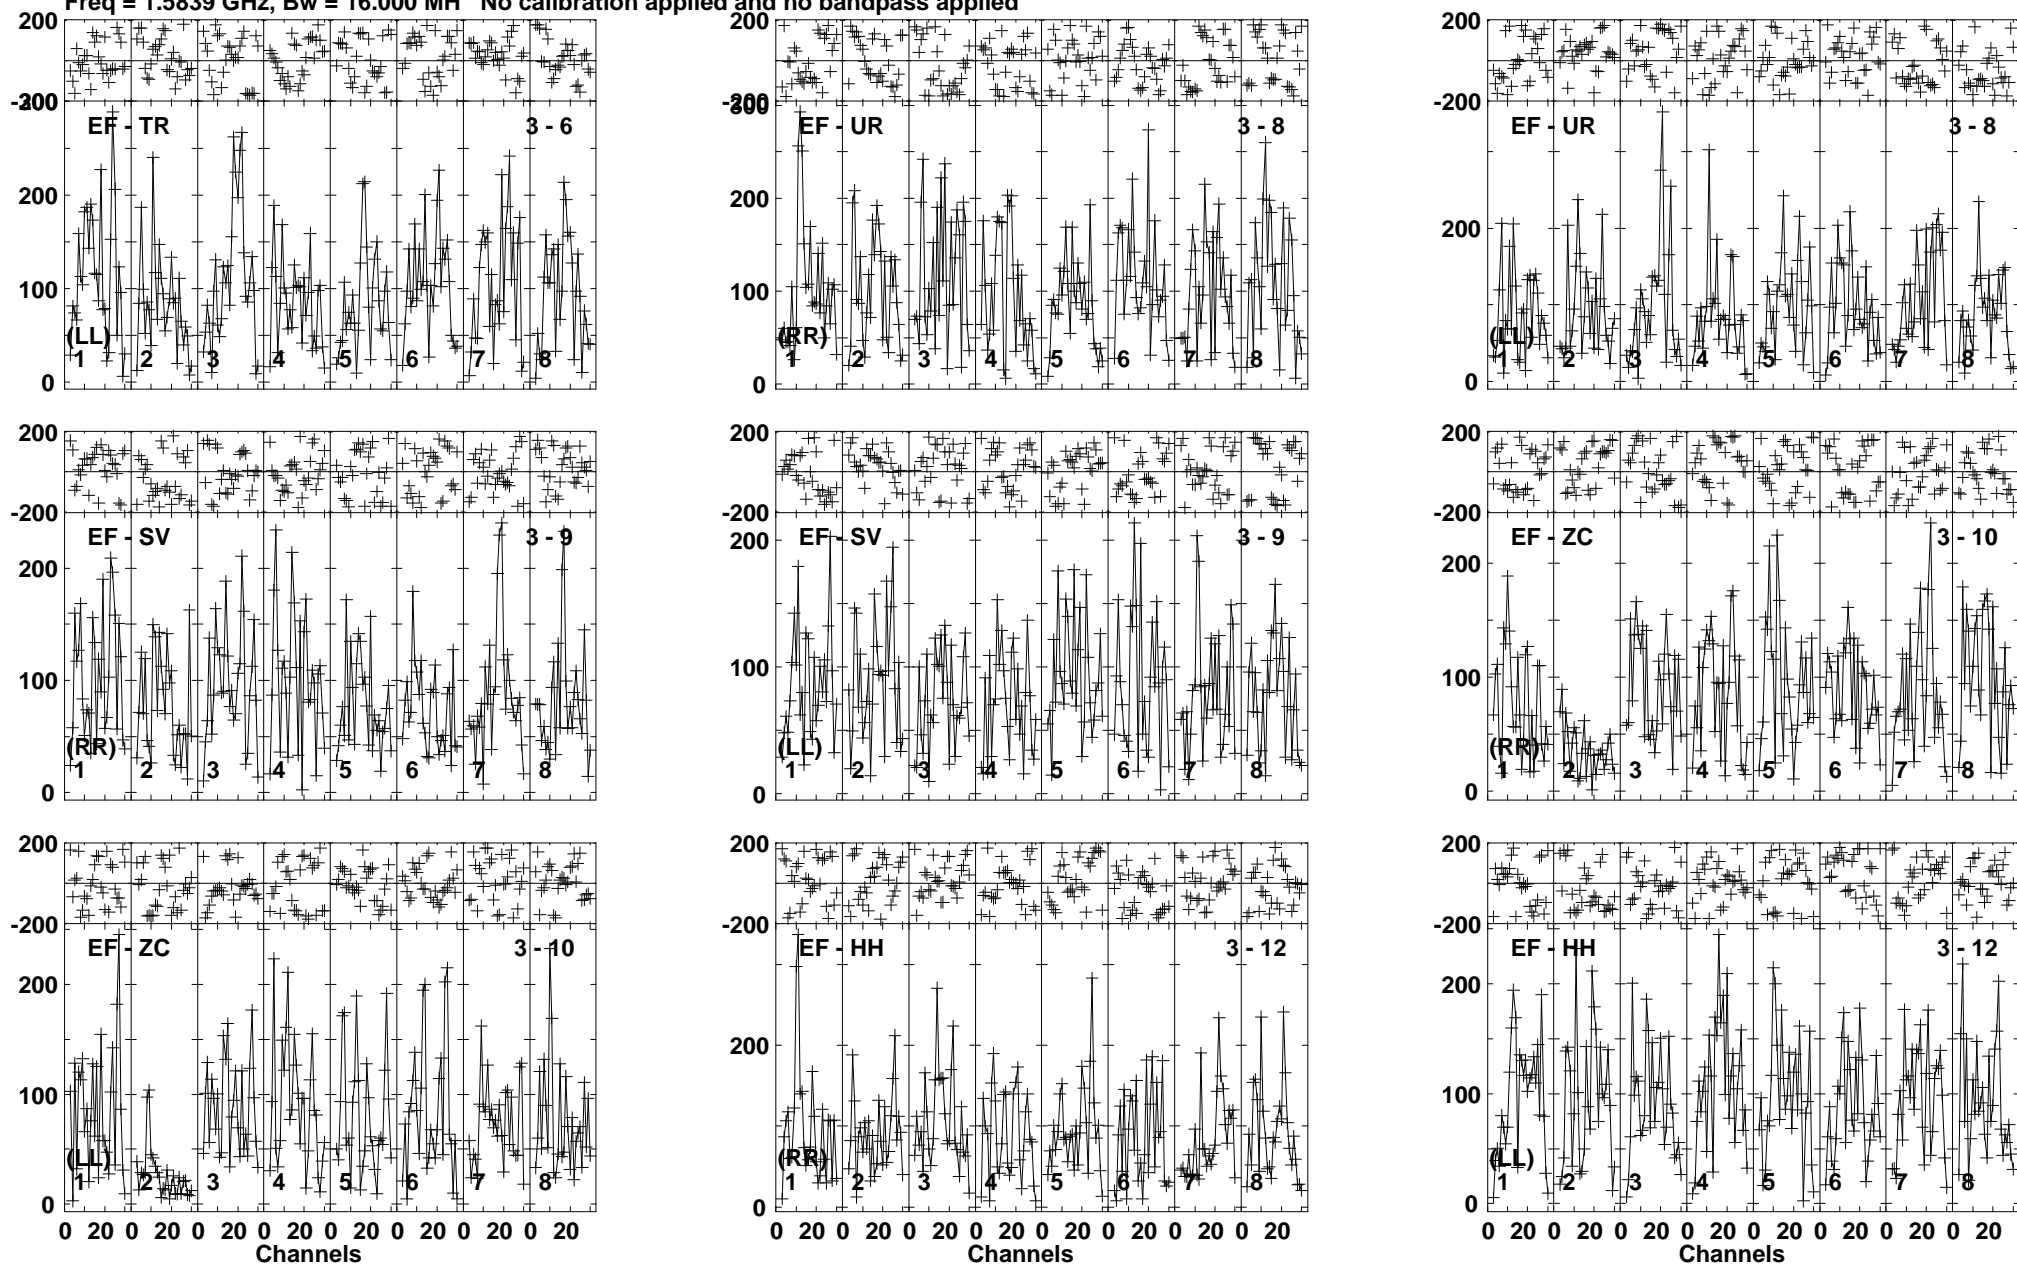 Freq = 1.5839 GHz, Bw = 16.000 MH No calibration applied and no bandpass applied
200 200 200
-200 -200 -200
300 300
EF - TR 3 - 6 EF - UR 3 - 8 EF - UR 3 - 8
200 200 200
100 100
(LL) (RR) (LL)
1 2 3 4 5 6 7 8 1 2 3 4 5 6 7 8 1 2 3 4 5 6 7 8
0 0 0
200 200 200
-200 -200 -200
EF - SV 3 - 9 EF - SV 3 - 9 EF - ZC 3 - 10
200 200 200
100 100 100
(RR) (LL) (RR)
1 2 3 4 5 6 7 8 1 2 3 4 5 6 7 8 1 2 3 4 5 6 7 8
0 0 0
200 200 200
-200 -200 -200
EF - ZC 3 - 10 EF - HH 3 - 12 EF - HH 3 - 12
200 200 200
100 100
(LL) (RR) (LL)
1 2 3 4 5 6 7 8 1 2 3 4 5 6 7 8 1 2 3 4 5 6 7 8
0 0 0
0 20 0 20 0 20 0 20 0 20 0 20 0 20 0 20 0 20 0 20 0 20 0 20 0 20 0 20 0 20 0 20 0 20 0 20 0 20 0 20 0 20 0 20 0 20 0 20
Channels Channels Channels